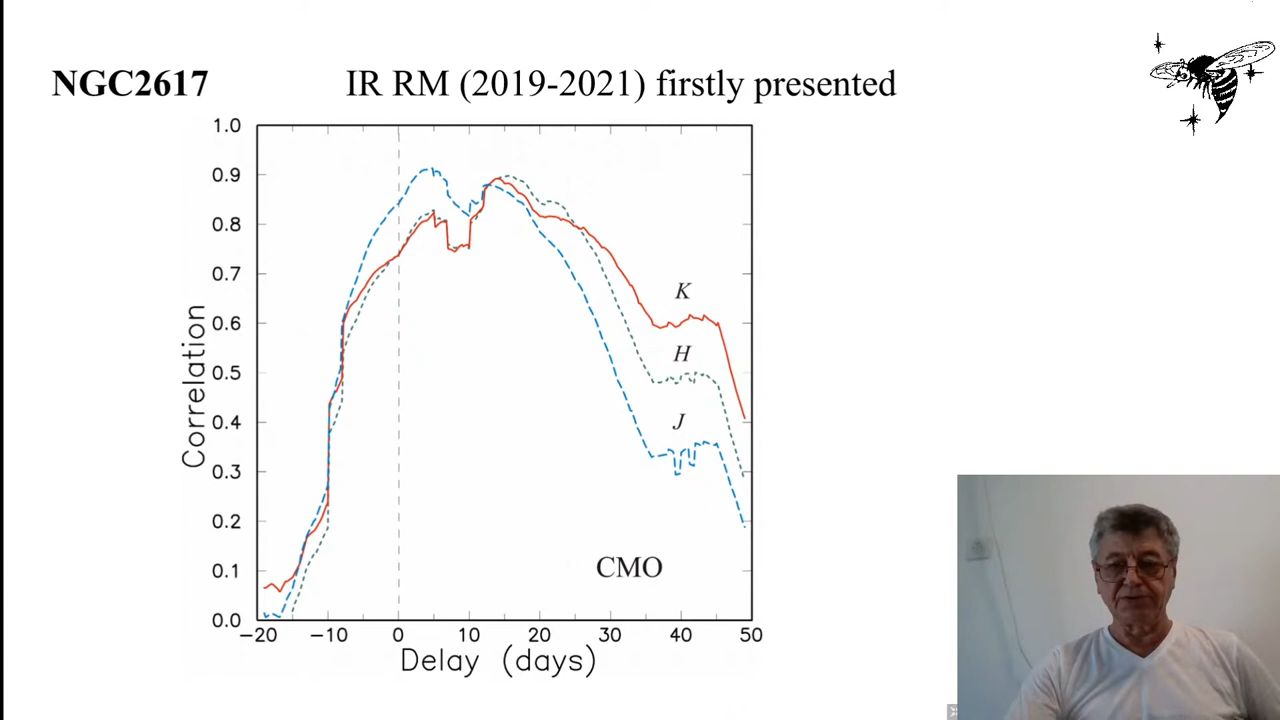 NGC2617 IR RM (2019-2021) firstly presented
1.0
0.9
0.8
0.7
0.6
0.5
0.4
0.3
0.2
0.1
0.0
Correlation
K
H
J
CMO
−20 −10 0 10 20 30 40 50
Delay (days)